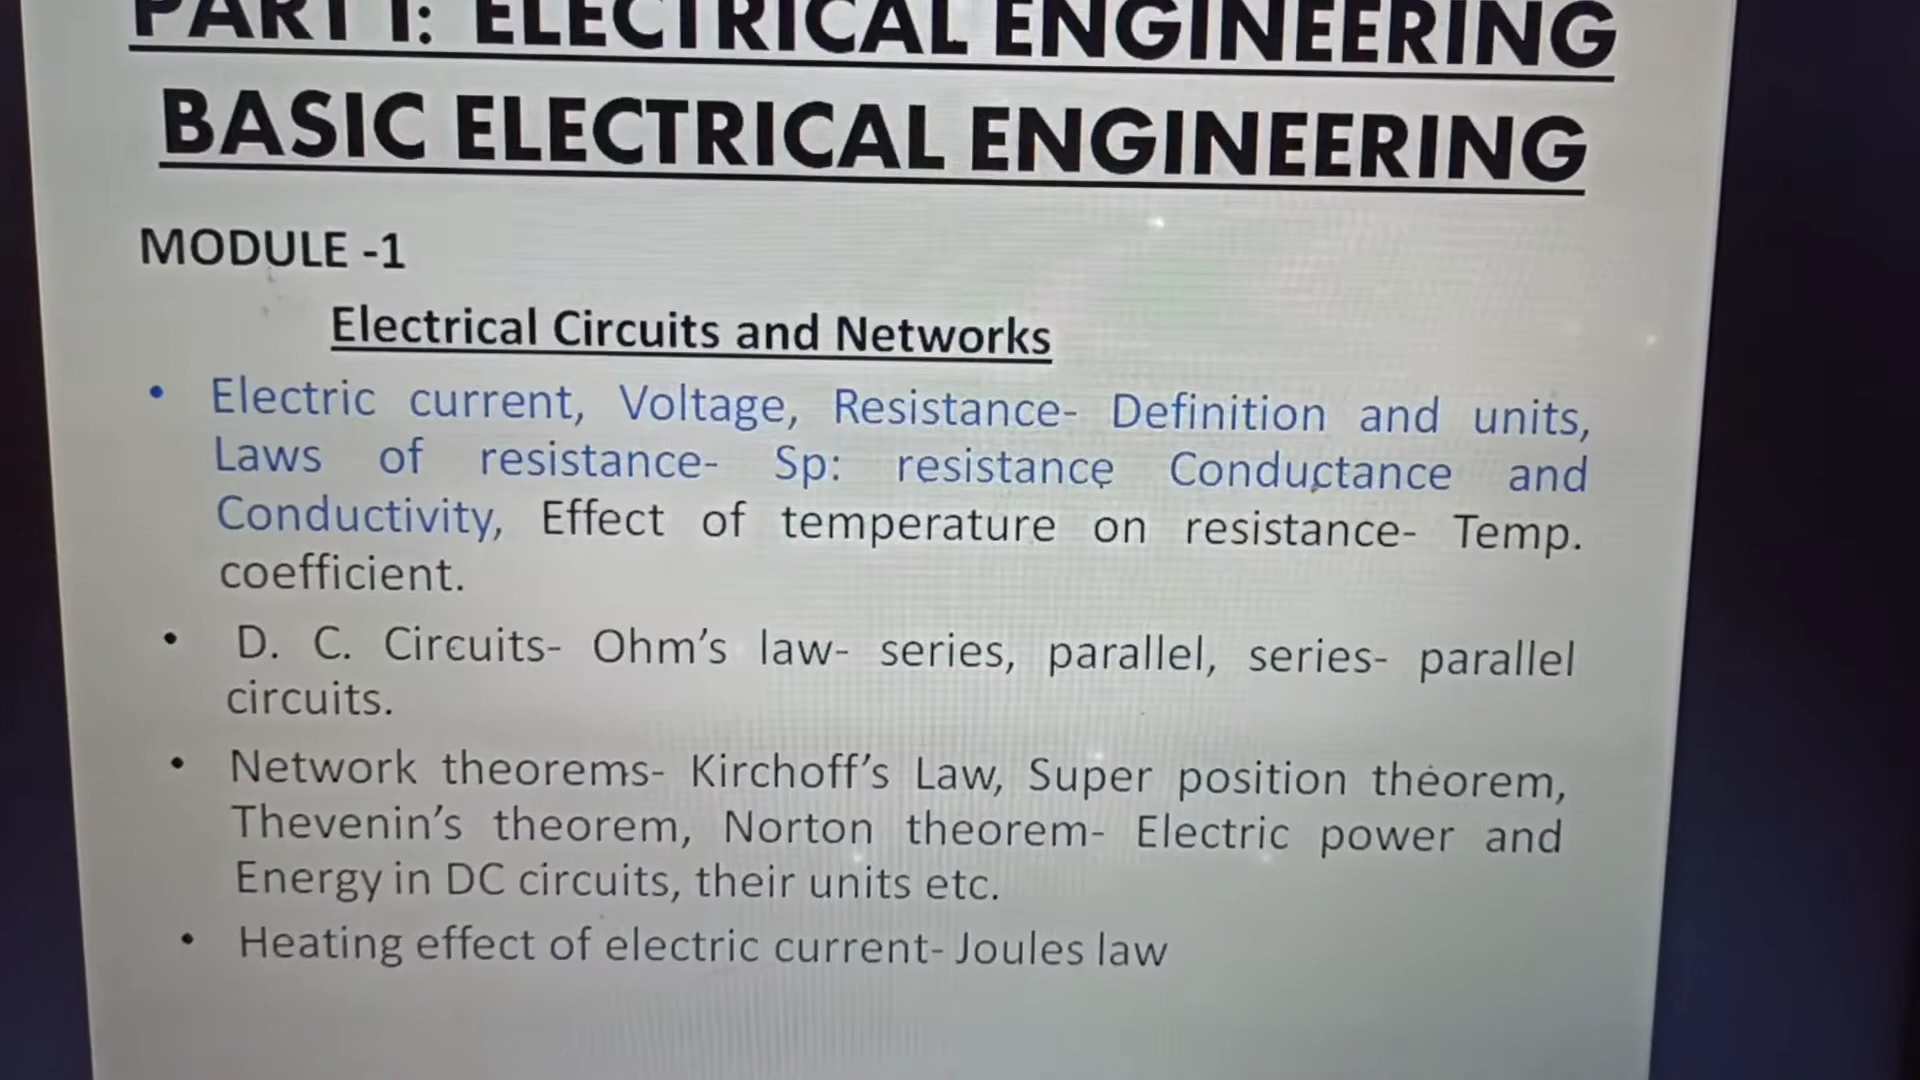 PART I: ELECTRICAL ENGINEERING
BASIC ELECTRICAL ENGINEERING
MODULE -1
Electrical Circuits and Networks
• Electric current, Voltage, Resistance- Definition and units,
Laws of resistance- Sp: resistance Conductance and
Conductivity, Effect of temperature on resistance- Temp.
coefficient.
• D. C. Circuits- Ohm’s law- series, parallel, series- parallel
circuits.
• Network theorems- Kirchoff’s Law, Super position theorem,
Thevenin’s theorem, Norton theorem- Electric power and
Energy in DC circuits, their units etc.
• Heating effect of electric current- Joules law